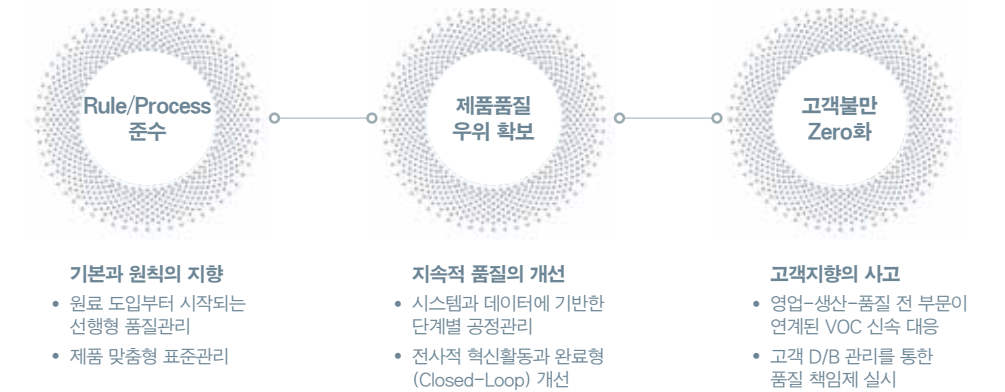 Rule/Process
준수
제품품질
우위 확보
고객불만
Zero화
기본과 원칙의 지향
• 원료 도입부터 시작되는
선행형 품질관리
• 제품 맞춤형 표준관리
지속적 품질의 개선
• 시스템과 데이터에 기반한
단계별 공정관리
• 전사적 혁신활동과 완료형
(Closed-Loop) 개선
고객지향의 사고
• 영업-생산-품질 전 부문이
연계된 VOC 신속 대응
• 고객 D/B 관리를 통한
품질 책임제 실시